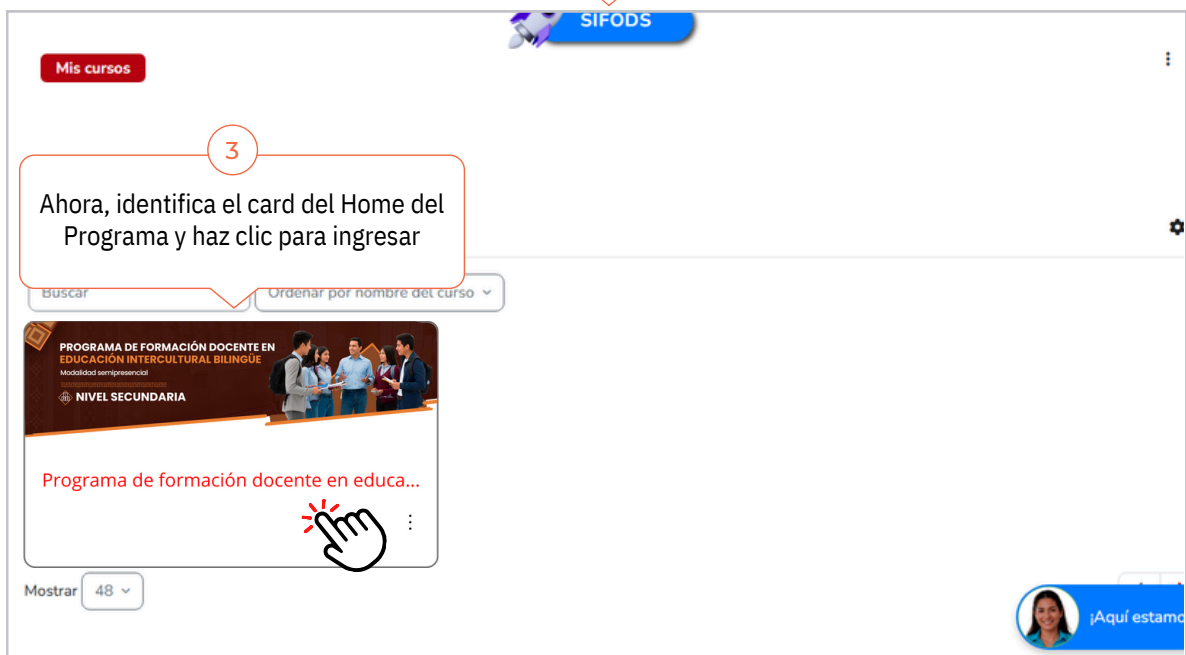 SIFODS
Mis cursos
3
Ahora, identifica el card del Home del
Programa y haz clic para ingresar
Buscar
Ordenar por nombre del curso
PROGRAMA DE FORMACIÓN DOCENTE EN
EDUCACIÓN INTERCULTURAL BILINGÜE
Modalidad semipresencial
NIVEL SECUNDARIA
Programa de formación docente en educa...
Mostrar 48
¡Aquí estamo